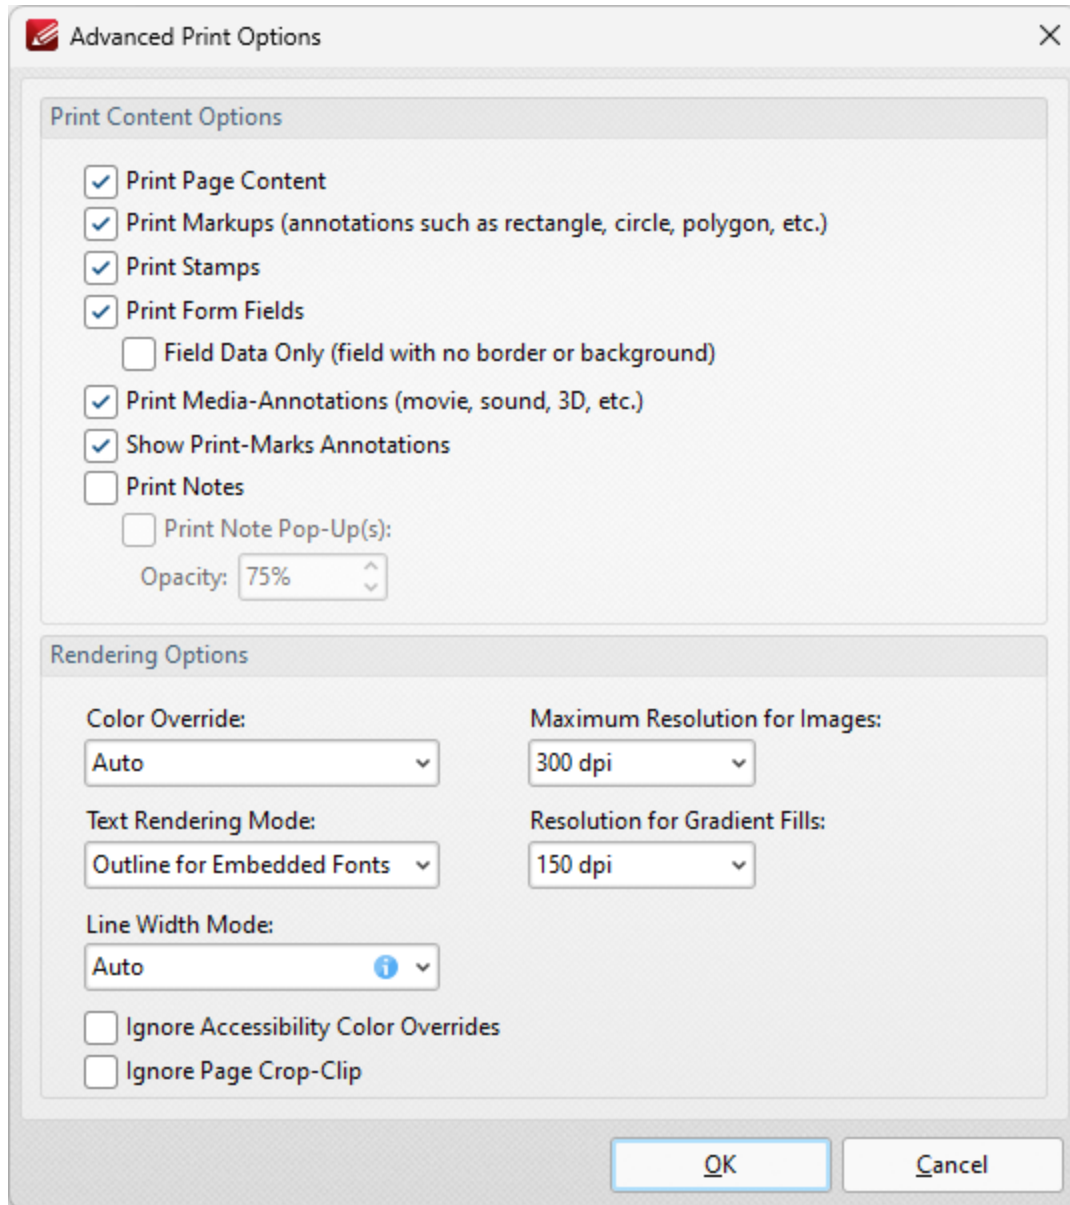 Advanced Print Options
Print Content Options
Print Page Content
Print Markups (annotations such as rectangle, circle, polygon, etc.)
Print Stamps
Print Form Fields
Field Data Only (field with no border or background)
Print Media-Annotations (movie, sound, 3D, etc.)
Show Print-Marks Annotations
Print Notes
Print Note Pop-Up(s):
Opacity: 75%
Rendering Options
Color Override:
Auto
Maximum Resolution for Images:
300 dpi
Text Rendering Mode:
Outline for Embedded Fonts
Resolution for Gradient Fills:
150 dpi
Line Width Mode:
Auto
Ignore Accessibility Color Overrides
Ignore Page Crop-Clip
OK
Cancel